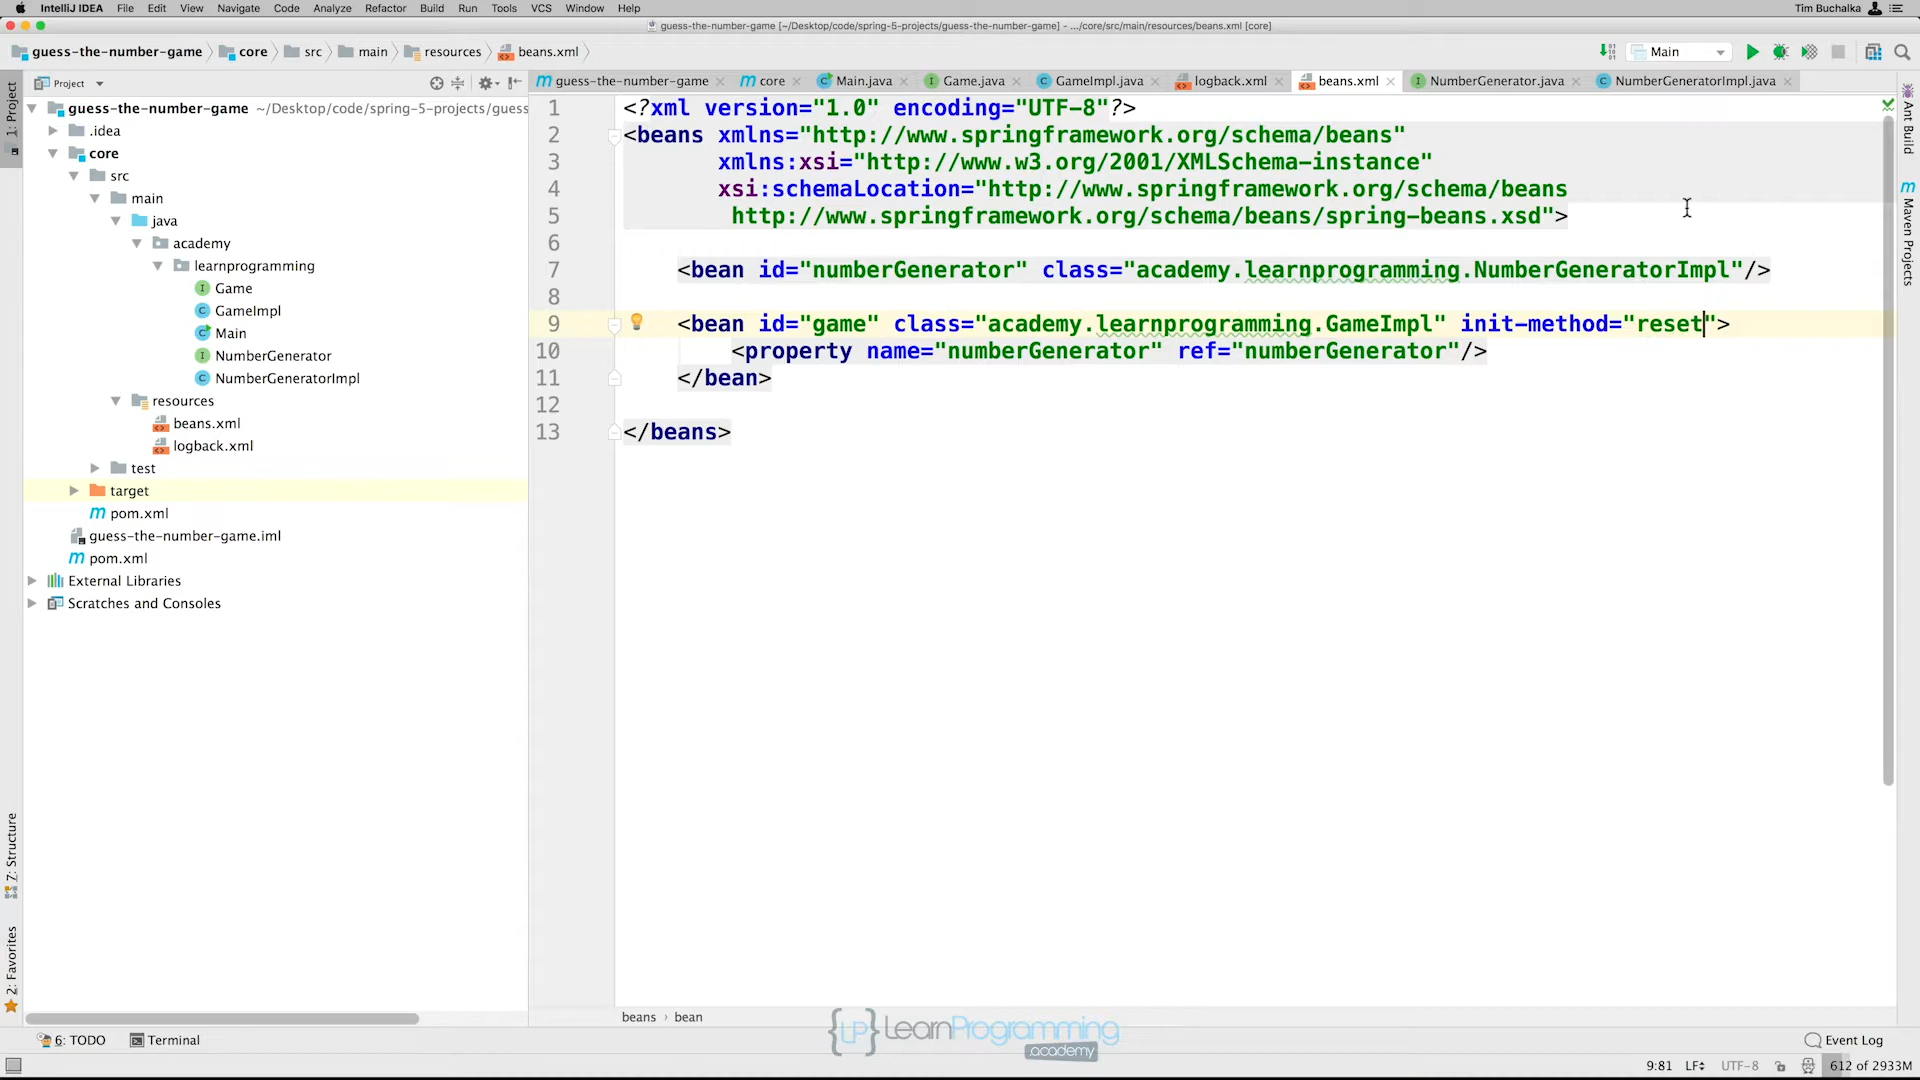 IntelliJ IDEA File Edit View Navigate Code Analyze Refactor Build Run Tools VCS Window Help Tim Buchalka
guess-the-number-game [~/Desktop/code/spring-5-projects/guess-the-number-game] - .../core/src/main/resources/beans.xml [core]
guess-the-number-game core src main resources beans.xml Main
Project
guess-the-number-game core Main.java Game.java GameImpl.java logback.xml beans.xml NumberGenerator.java NumberGeneratorImpl.java
1: Project
guess-the-number-game ~/Desktop/code/spring-5-projects/guess
.idea
core
src
main
java
academy
learnprogramming
Game
GameImpl
Main
NumberGenerator
NumberGeneratorImpl
resources
beans.xml
logback.xml
test
target
pom.xml
guess-the-number-game.iml
pom.xml
External Libraries
Scratches and Consoles
1 <?xml version="1.0" encoding="UTF-8"?>
2 <beans xmlns="http://www.springframework.org/schema/beans"
3 xmlns:xsi="http://www.w3.org/2001/XMLSchema-instance"
4 xsi:schemaLocation="http://www.springframework.org/schema/beans
5 http://www.springframework.org/schema/beans/spring-beans.xsd">
6
7 <bean id="numberGenerator" class="academy.learnprogramming.NumberGeneratorImpl"/>
8
9 <bean id="game" class="academy.learnprogramming.GameImpl" init-method="reset">
10 <property name="numberGenerator" ref="numberGenerator"/>
11 </bean>
12
13 </beans>
Ant Build
Maven Projects
7: Structure
2: Favorites
beans › bean
{LP} LearnProgramming
.academy
6: TODO Terminal Event Log
9:81 LF UTF-8 612 of 2933M